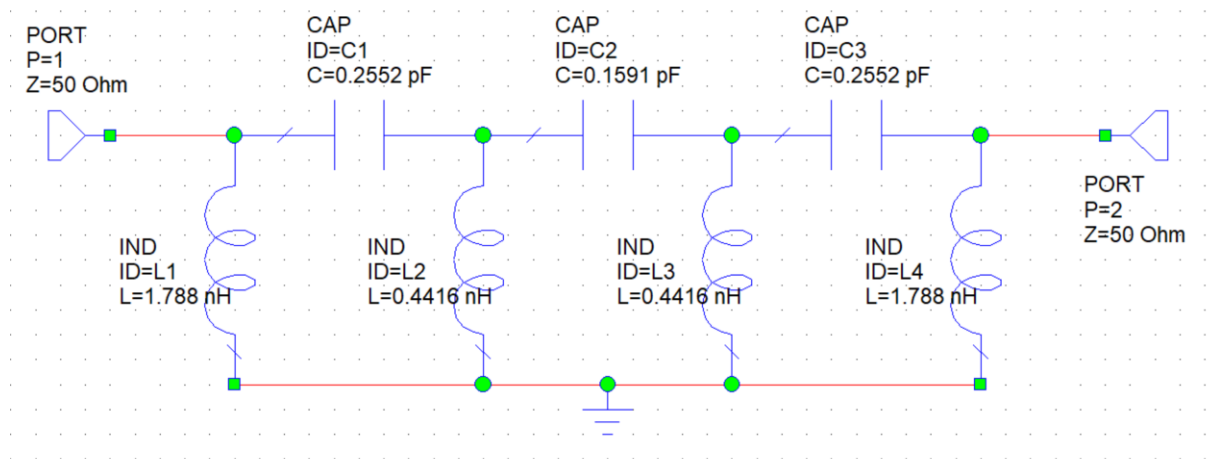 PORT
P=1
Z=50 Ohm
CAP
ID=C1
C=0.2552 pF
CAP
ID=C2
C=0.1591 pF
CAP
ID=C3
C=0.2552 pF
PORT
P=2
Z=50 Ohm
IND
ID=L1
L=1.788 nH
IND
ID=L2
L=0.4416 nH
IND
ID=L3
L=0.4416 nH
IND
ID=L4
L=1.788 nH